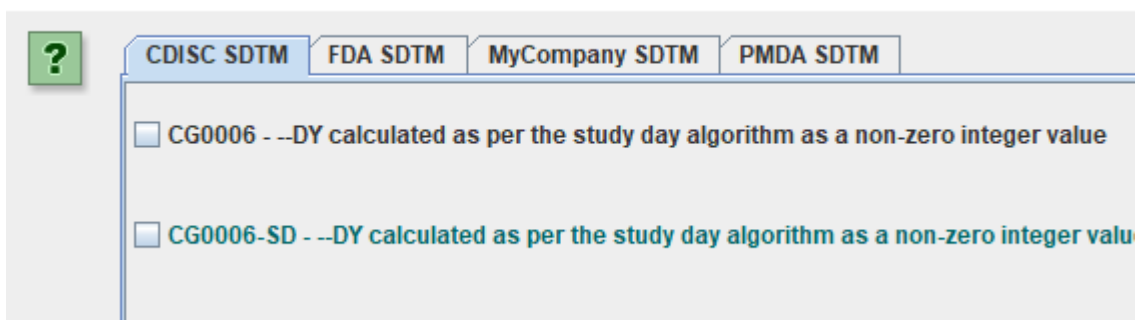 ?
CDISC SDTM FDA SDTM MyCompany SDTM PMDA SDTM
CG0006 - --DY calculated as per the study day algorithm as a non-zero integer value
CG0006-SD - --DY calculated as per the study day algorithm as a non-zero integer valu